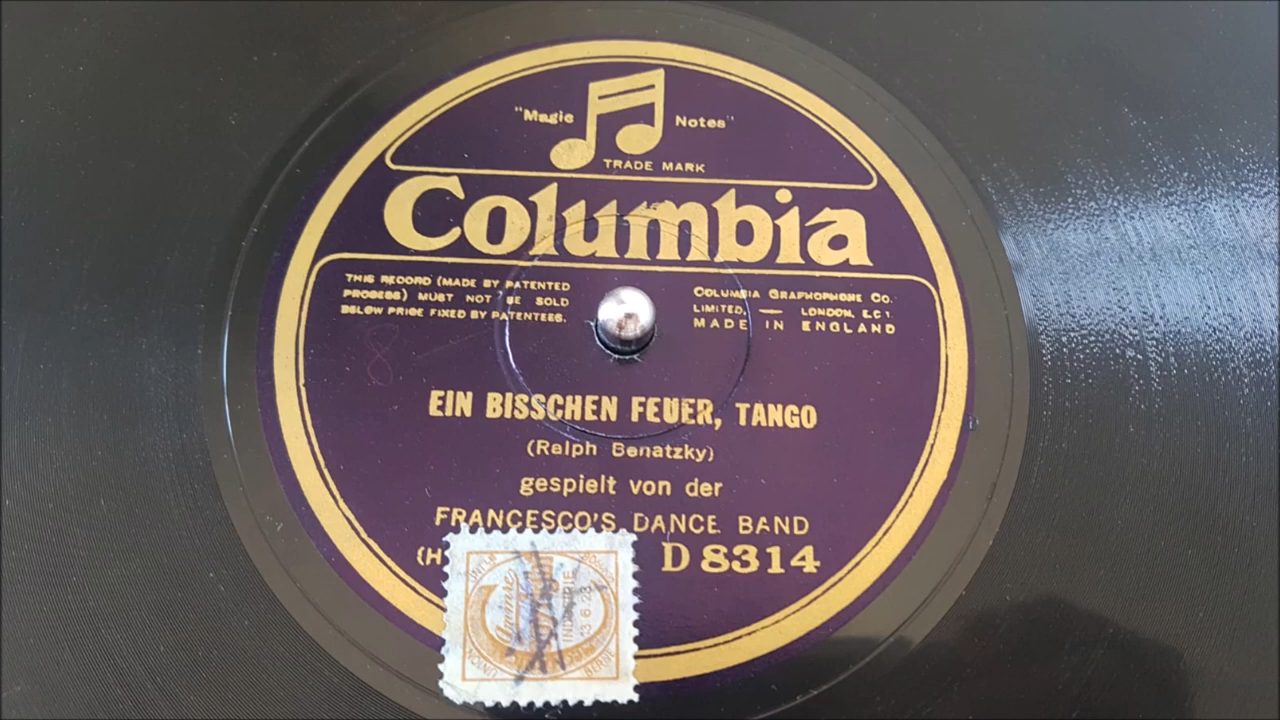 "Magic Notes"
TRADE MARK
Columbia
THIS RECORD (MADE BY PATENTED
PROCESS) MUST NOT BE SOLD
BELOW PRICE FIXED BY PATENTEES.
COLUMBIA GRAPHOPHONE CO.
LIMITED, — LONDON, E.C.1.
MADE IN ENGLAND
8
EIN BISSCHEN FEUER, TANGO
(Ralph Benatzky)
gespielt von der
FRANCESCO'S DANCE BAND
(H
D 8314
INDUSTRIE